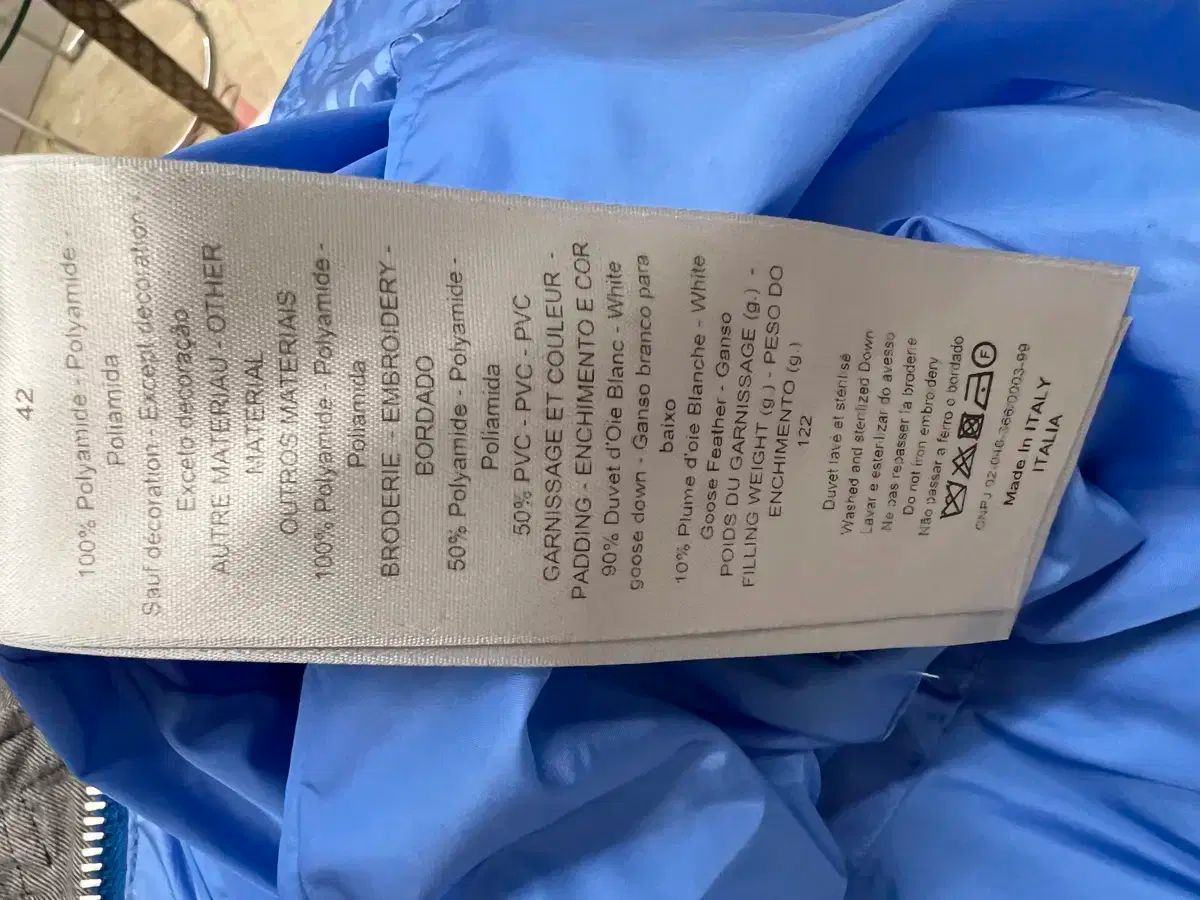 42
100% Polyamide - Polyamide -
Poliamida
Sauf décoration - Except decoration -
Exceto decoração
AUTRE MATERIAU - OTHER
MATERIAL
OUTROS MATERIAIS
100% Polyamide - Polyamide -
Poliamida
BRODERIE - EMBROIDERY -
BORDADO
50% Polyamide - Polyamide -
Poliamida
50% PVC - PVC - PVC
GARNISSAGE ET COULEUR -
PADDING - ENCHIMENTO E COR
90% Duvet d'Oie Blanc - White
goose down - Ganso branco para
baixo
10% Plume d'oie Blanche - White
Goose Feather - Ganso
POIDS DU GARNISSAGE (g.) -
FILLING WEIGHT (g.) - PESO DO
ENCHIMENTO (g.)
122
Duvet lavé et stérilisé
Washed and sterilized Down
Lavar e esterilizar do avesso
Ne pas repasser la broderie
Do not iron embroidery
Não passar a ferro o bordado
F
CNPJ
Made in ITALY
ITALIA